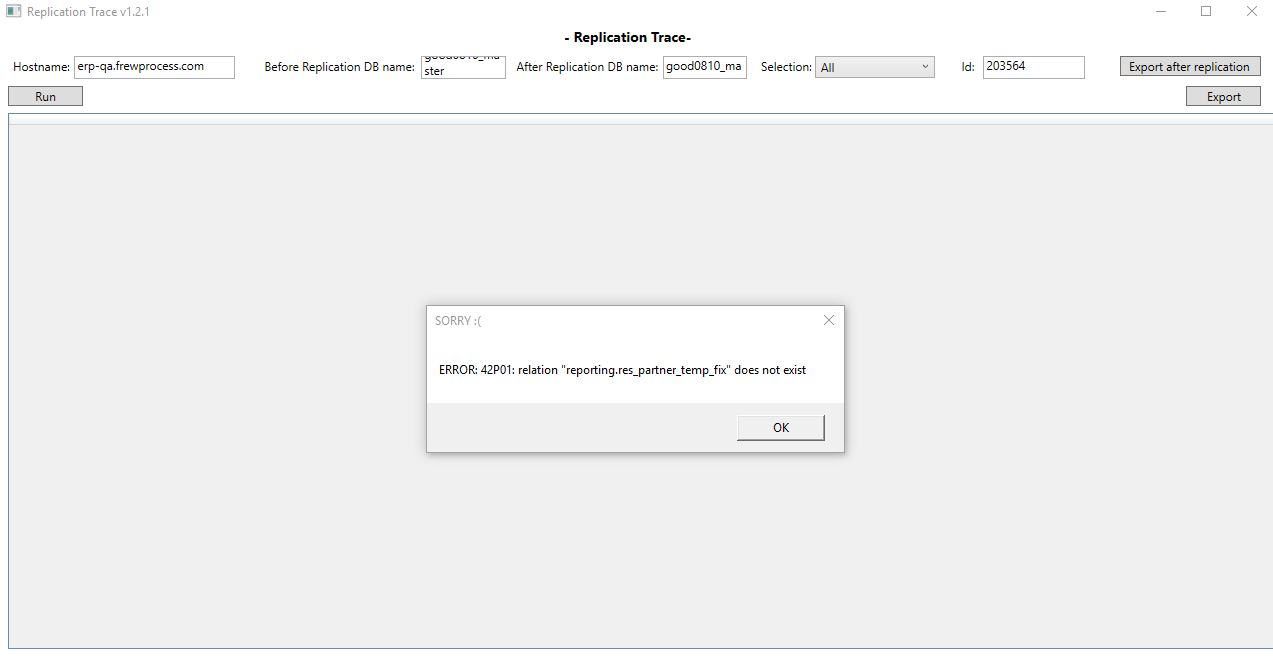 Replication Trace v1.2.1
- Replication Trace-
Hostname: erp-qa.frewprocess.com Before Replication DB name: good0810_ma After Replication DB name: good0810_ma Selection: All Id: 203564 Export after replication
ster
Run Export
SORRY :(
ERROR: 42P01: relation "reporting.res_partner_temp_fix" does not exist
OK